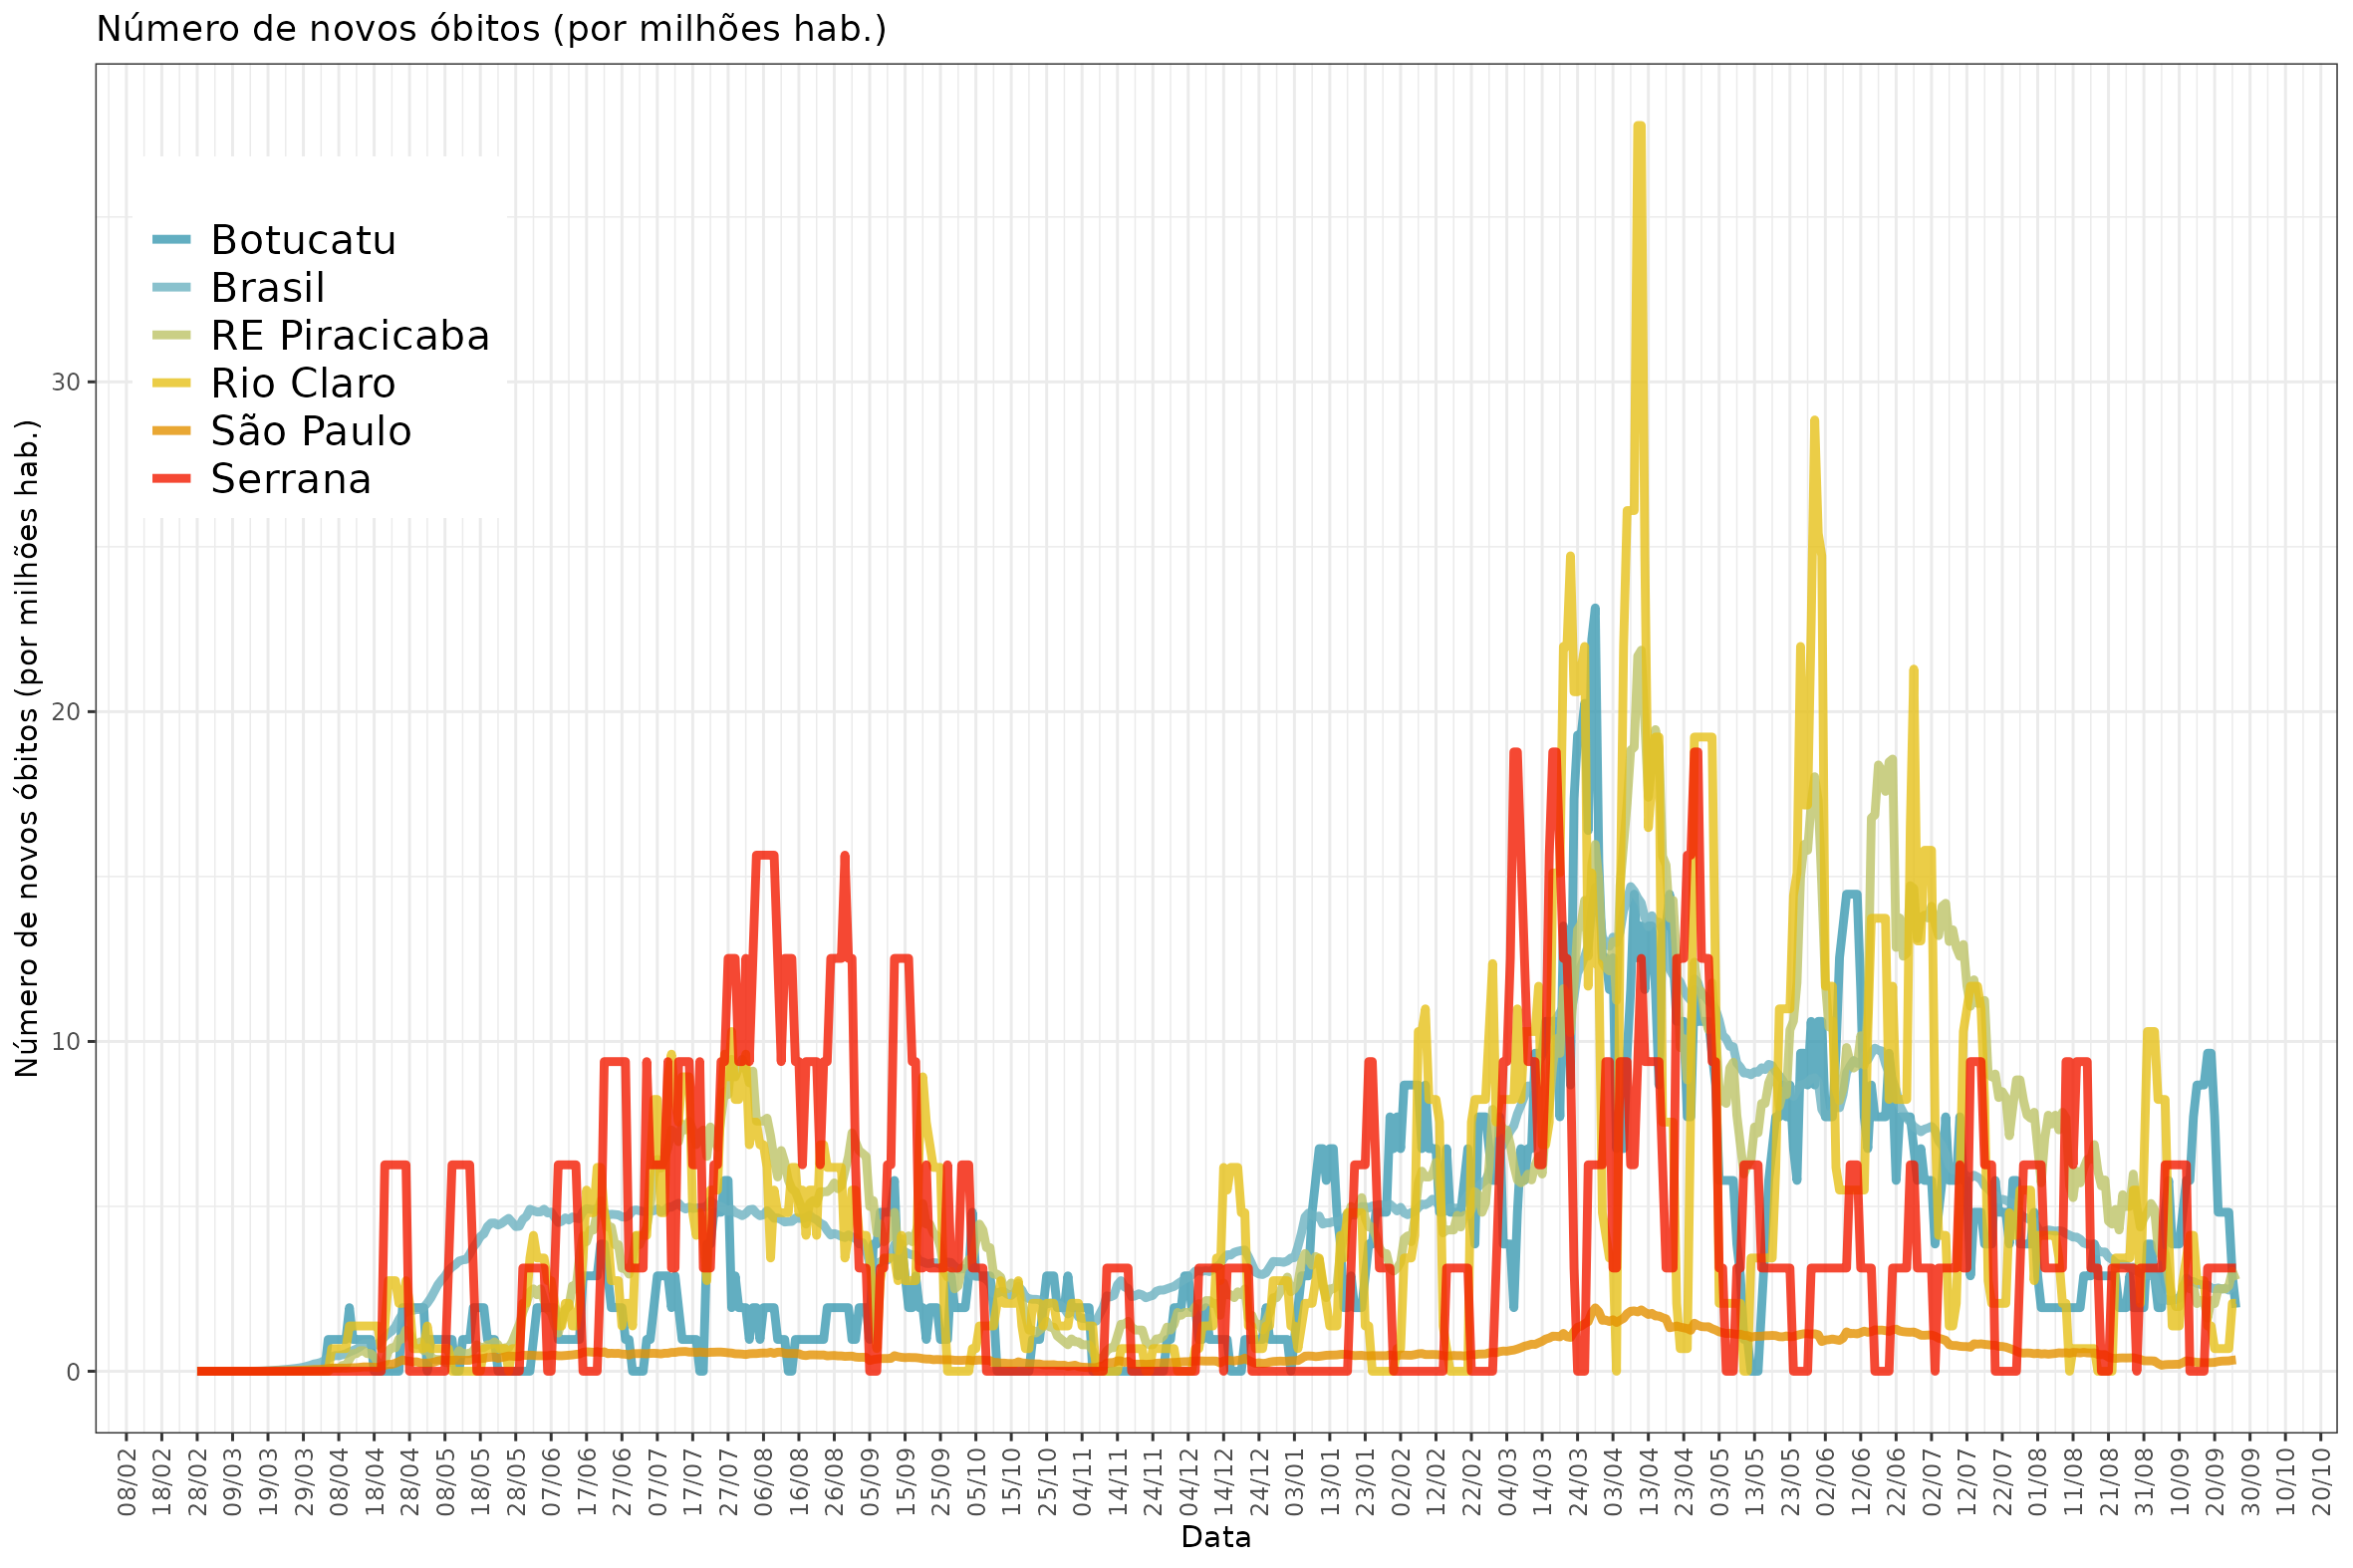 Número de novos óbitos (por milhões hab.)
Número de novos óbitos (por milhões hab.)
30
20
10
0
Botucatu
Brasil
RE Piracicaba
Rio Claro
São Paulo
Serrana
08/02 18/02 28/02 09/03 19/03 29/03 08/04 18/04 28/04 08/05 18/05 28/05 07/06 17/06 27/06 07/07 17/07 27/07 06/08 16/08 26/08 05/09 15/09 25/09 05/10 15/10 25/10 04/11 14/11 24/11 04/12 14/12 24/12 03/01 13/01 23/01 02/02 12/02 22/02 04/03 14/03 24/03 03/04 13/04 23/04 03/05 13/05 23/05 02/06 12/06 22/06 02/07 12/07 22/07 01/08 11/08 21/08 31/08 10/09 20/09 30/09 10/10 20/10
Data